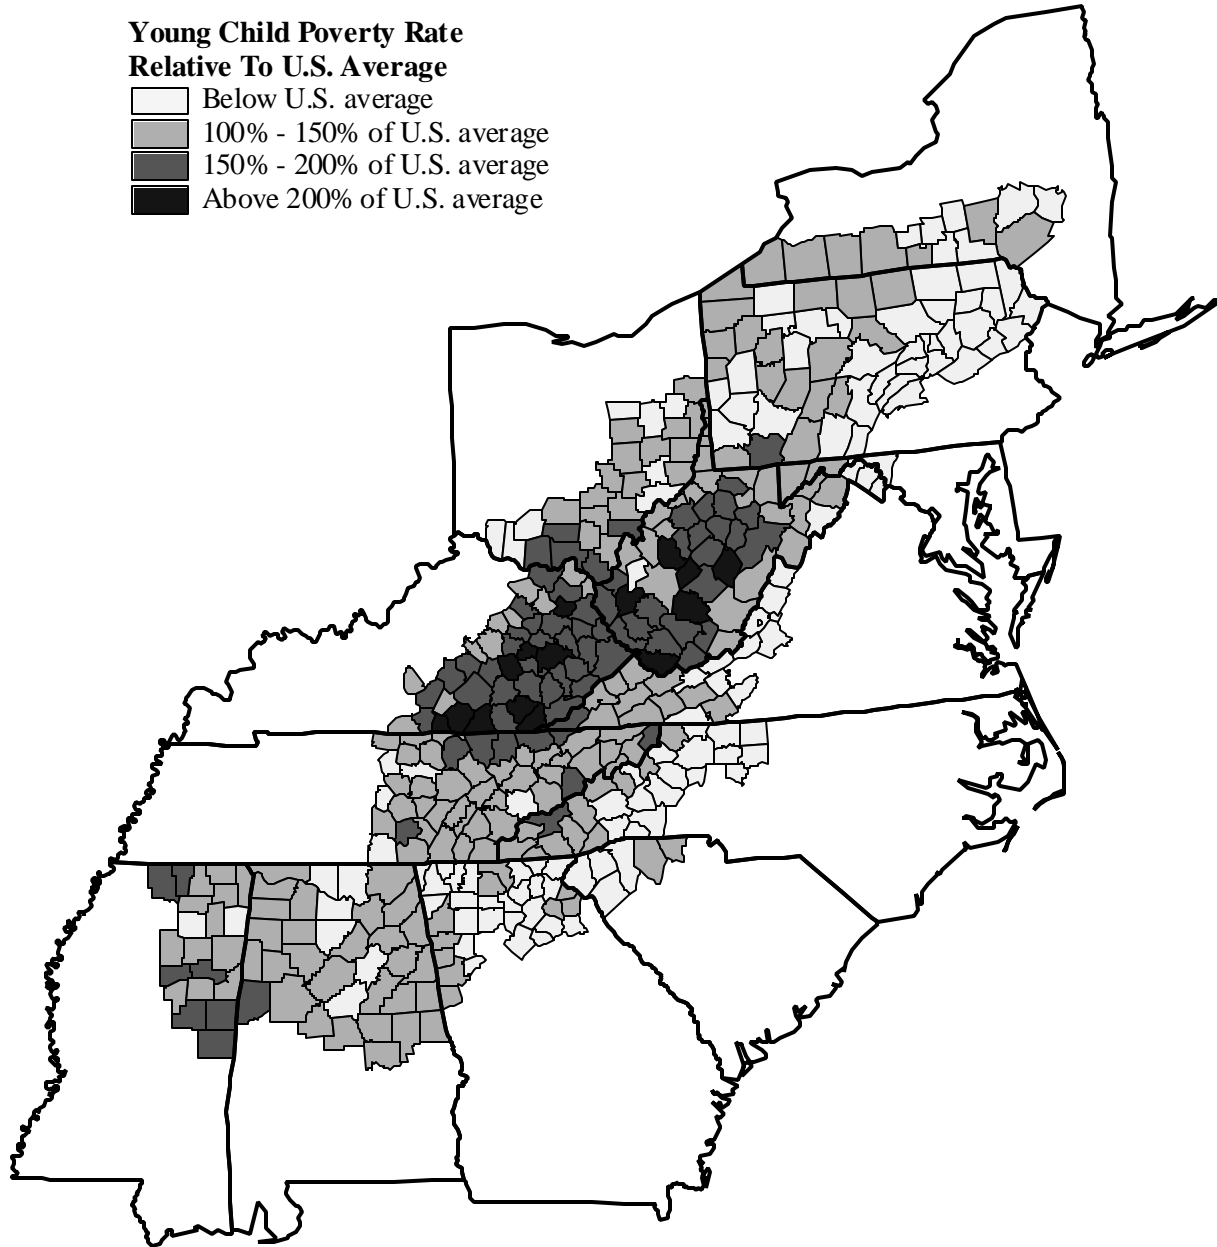 Young Child Poverty Rate
Relative To U.S. Average
Below U.S. average
100% - 150% of U.S. average
150% - 200% of U.S. average
Above 200% of U.S. average